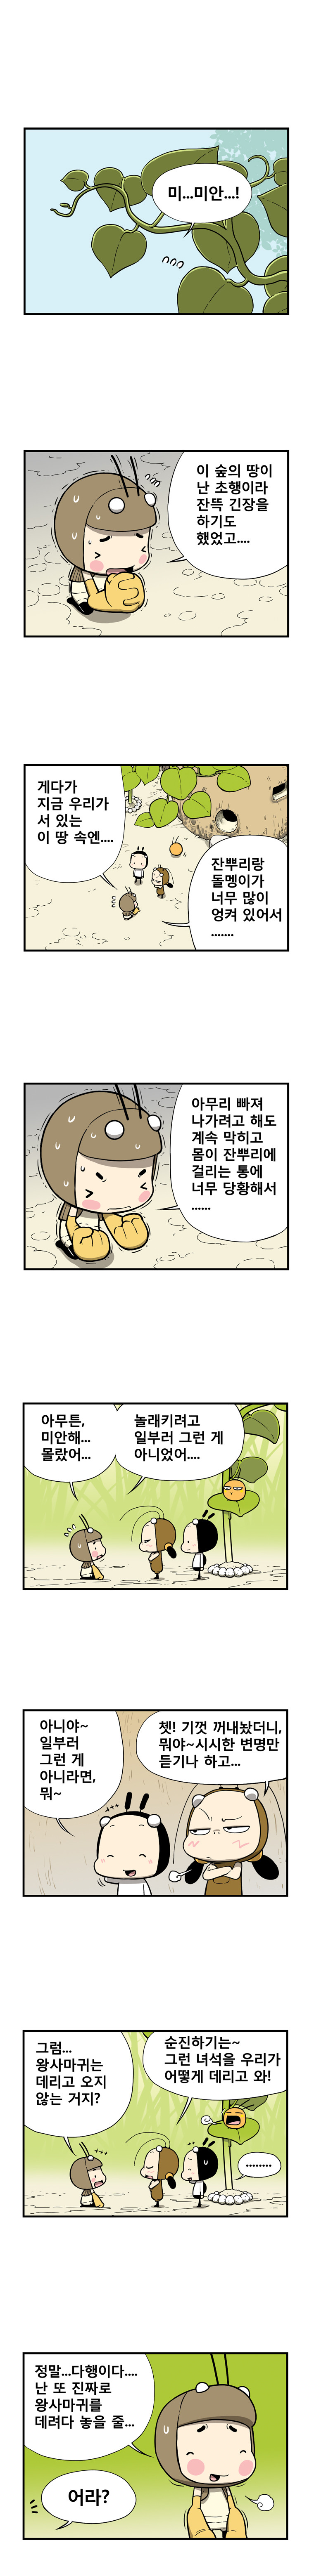 미...미안...!
이 숲의 땅이
난 초행이라
잔뜩 긴장을
하기도
했었고....
게다가
지금 우리가
서 있는
이 땅 속엔....
잔뿌리랑
돌멩이가
너무 많이
엉켜 있어서
.......
아무리 빠져
나가려고 해도
계속 막히고
몸이 잔뿌리에
걸리는 통에
너무 당황해서
......
아무튼,
미안해...
몰랐어...
놀래키려고
일부러 그런 게
아니었어....
아니야~
일부러
그런 게
아니라면,
뭐~
쳇! 기껏 꺼내놨더니,
뭐야~시시한 변명만
듣기나 하고...
그럼...
왕사마귀는
데리고 오지
않는 거지?
순진하기는~
그런 녀석을 우리가
어떻게 데리고 와!
........
정말...다행이다....
난 또 진짜로
왕사마귀를
데려다 놓을 줄...
어라?